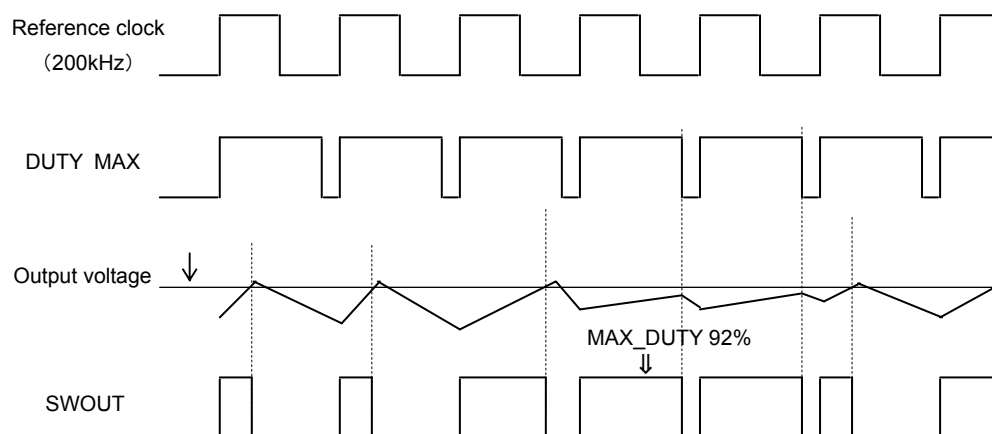 Reference clock
（200kHz）
DUTY MAX
Output voltage
MAX_DUTY 92%
SWOUT